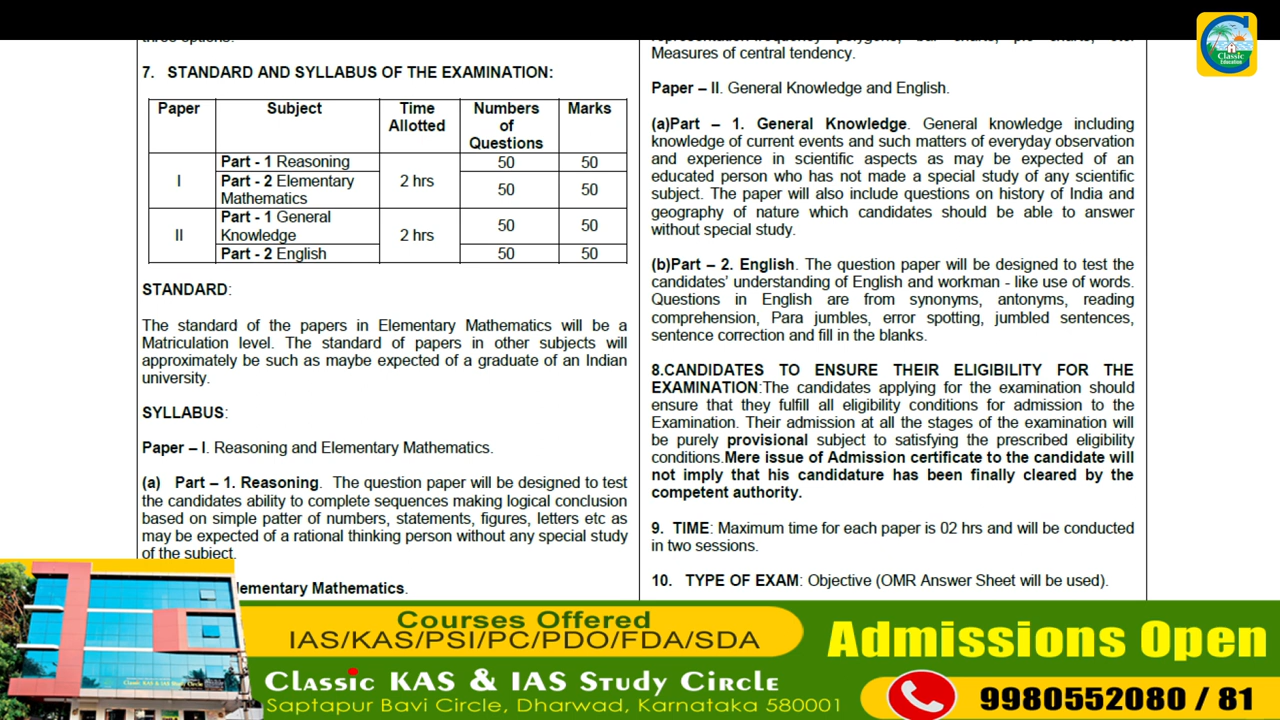 three options.
7. STANDARD AND SYLLABUS OF THE EXAMINATION:
Paper Subject Time Allotted Numbers of Questions Marks
I Part - 1 Reasoning 2 hrs 50 50
Part - 2 Elementary Mathematics 50 50
II Part - 1 General Knowledge 2 hrs 50 50
Part - 2 English 50 50
STANDARD:
The standard of the papers in Elementary Mathematics will be a
Matriculation level. The standard of papers in other subjects will
approximately be such as maybe expected of a graduate of an Indian
university.
SYLLABUS:
Paper – I. Reasoning and Elementary Mathematics.
(a) Part – 1. Reasoning. The question paper will be designed to test
the candidates ability to complete sequences making logical conclusion
based on simple patter of numbers, statements, figures, letters etc as
may be expected of a rational thinking person without any special study
of the subject.
lementary Mathematics.
representation-frequency polygons, bar charts, pie charts, etc.
Measures of central tendency.
Paper – II. General Knowledge and English.
(a)Part – 1. General Knowledge. General knowledge including
knowledge of current events and such matters of everyday observation
and experience in scientific aspects as may be expected of an
educated person who has not made a special study of any scientific
subject. The paper will also include questions on history of India and
geography of nature which candidates should be able to answer
without special study.
(b)Part – 2. English. The question paper will be designed to test the
candidates' understanding of English and workman - like use of words.
Questions in English are from synonyms, antonyms, reading
comprehension, Para jumbles, error spotting, jumbled sentences,
sentence correction and fill in the blanks.
8.CANDIDATES TO ENSURE THEIR ELIGIBILITY FOR THE
EXAMINATION:The candidates applying for the examination should
ensure that they fulfill all eligibility conditions for admission to the
Examination. Their admission at all the stages of the examination will
be purely provisional subject to satisfying the prescribed eligibility
conditions.Mere issue of Admission certificate to the candidate will
not imply that his candidature has been finally cleared by the
competent authority.
9. TIME: Maximum time for each paper is 02 hrs and will be conducted
in two sessions.
10. TYPE OF EXAM: Objective (OMR Answer Sheet will be used).
Classic
Education
Courses Offered
IAS/KAS/PSI/PC/PDO/FDA/SDA
Classic KAS & IAS Study Circle
Saptapur Bavi Circle, Dharwad, Karnataka 580001
Admissions Open
9980552080 / 81